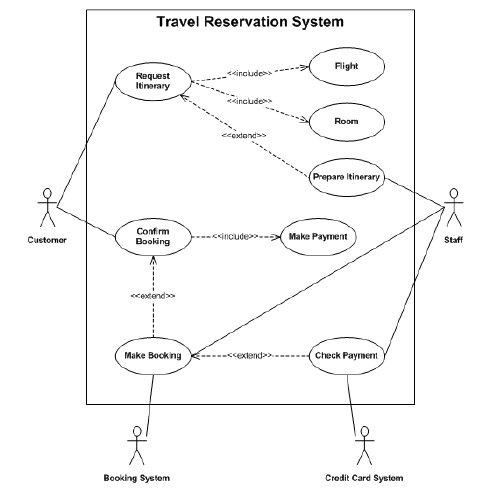 Travel Reservation System
Request
Itinerary
<<include>>
Flight
<<include>>
Room
<<extend>>
Prepare Itinerary
Customer
Staff
Confirm
Booking
<<include>>
Make Payment
<<extend>>
Make Booking
<<extend>>
Check Payment
Booking System
Credit Card System